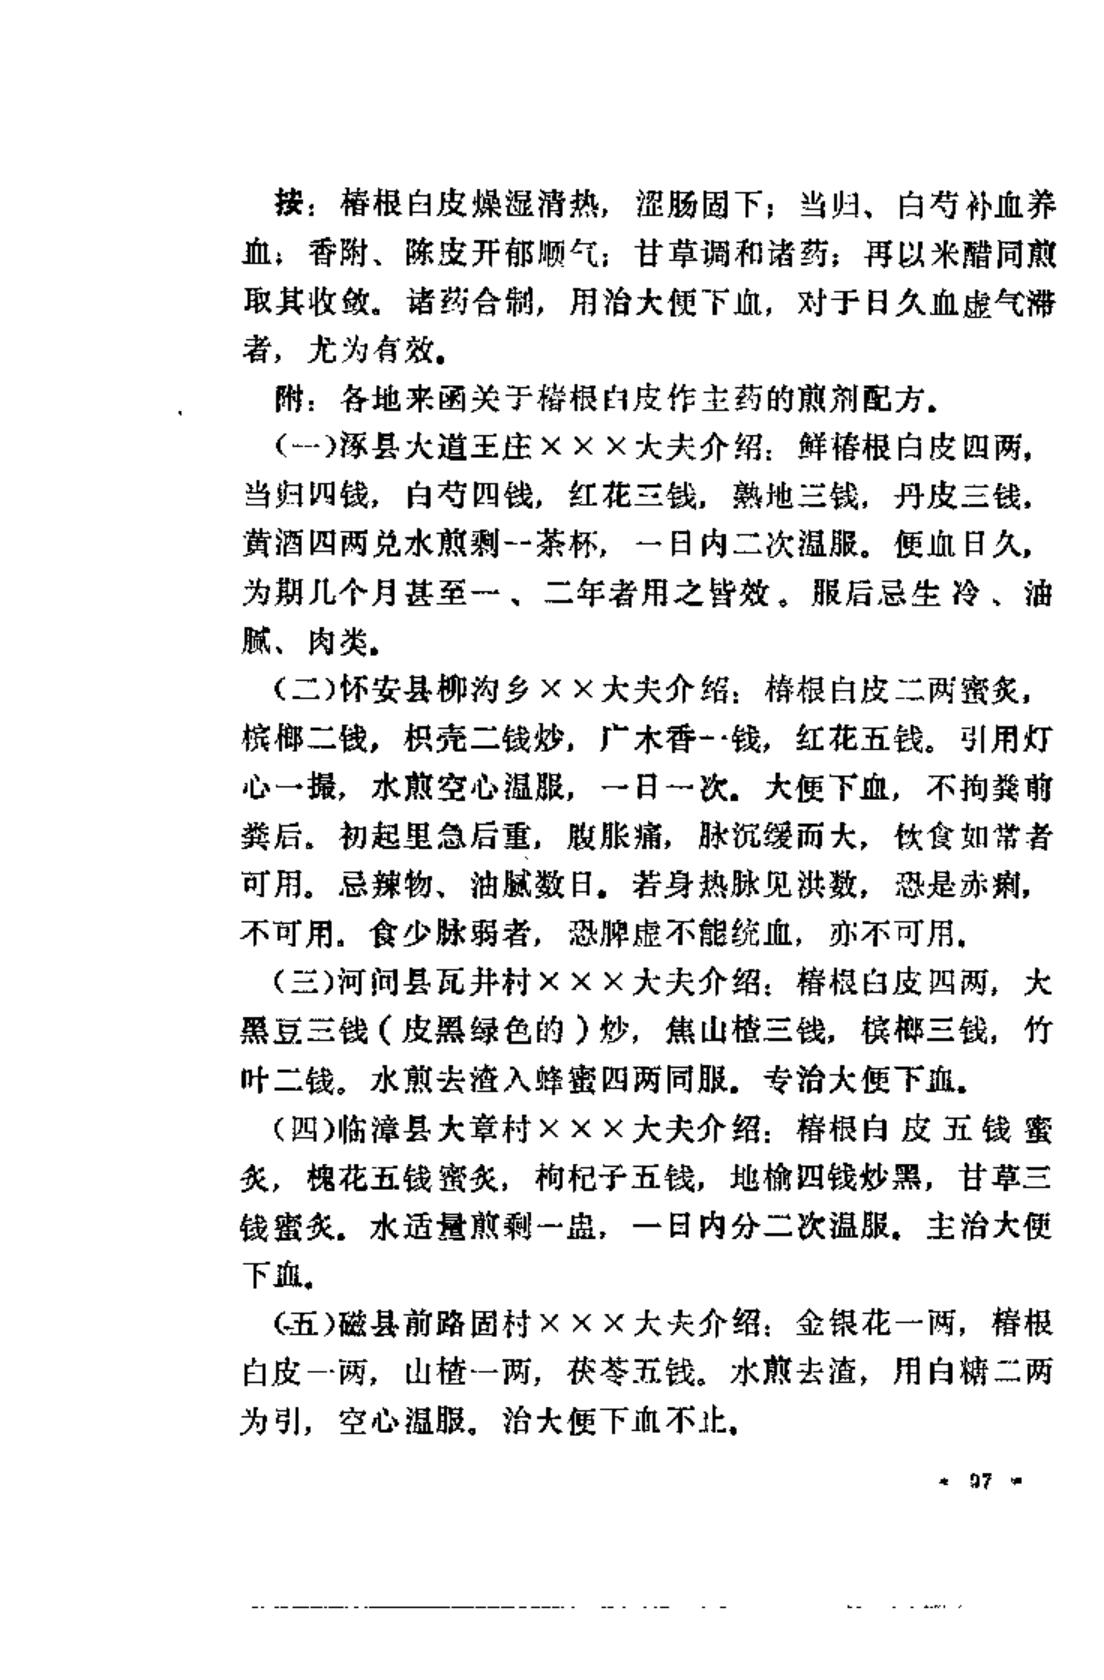 按：椿根白皮燥湿清热，涩肠固下；当归、白芍补血养
血；香附、陈皮开郁顺气；甘草调和诸药；再以米醋同煎
取其收敛。诸药合制，用治大便下血，对于日久血虚气滞
者，尤为有效。
附：各地来函关于椿根白皮作主药的煎剂配方。
（一）涿县大道王庄×××大夫介绍：鲜椿根白皮四两，
当归四钱，白芍四钱，红花三钱，熟地三钱，丹皮三钱，
黄酒四两兑水煎剩一茶杯，一日内二次温服。便血日久，
为期几个月甚至一、二年者用之皆效。服后忌生冷、油
腻、肉类。
（二）怀安县柳沟乡××大夫介绍：椿根白皮二两蜜炙，
槟榔二钱，枳壳二钱炒，广木香一钱，红花五钱。引用灯
心一撮，水煎空心温服，一日一次。大便下血，不拘粪前
粪后。初起里急后重，腹胀痛，脉沉缓而大，饮食如常者
可用。忌辣物、油腻数日。若身热脉见洪数，恐是赤痢，
不可用。食少脉弱者，恐脾虚不能统血，亦不可用。
（三）河间县瓦井村×××大夫介绍：椿根白皮四两，大
黑豆三钱（皮黑绿色的）炒，焦山楂三钱，槟榔三钱，竹
叶二钱。水煎去渣入蜂蜜四两同服。专治大便下血。
（四）临漳县大章村×××大夫介绍：椿根白皮五钱蜜
炙，槐花五钱蜜炙，枸杞子五钱，地榆四钱炒黑，甘草三
钱蜜炙。水适量煎剩一盅，一日内分二次温服。主治大便
下血。
（五）磁县前路固村×××大夫介绍：金银花一两，椿根
白皮一两，山楂一两，茯苓五钱。水煎去渣，用白糖二两
为引，空心温服。治大便下血不止。
· 97 ·